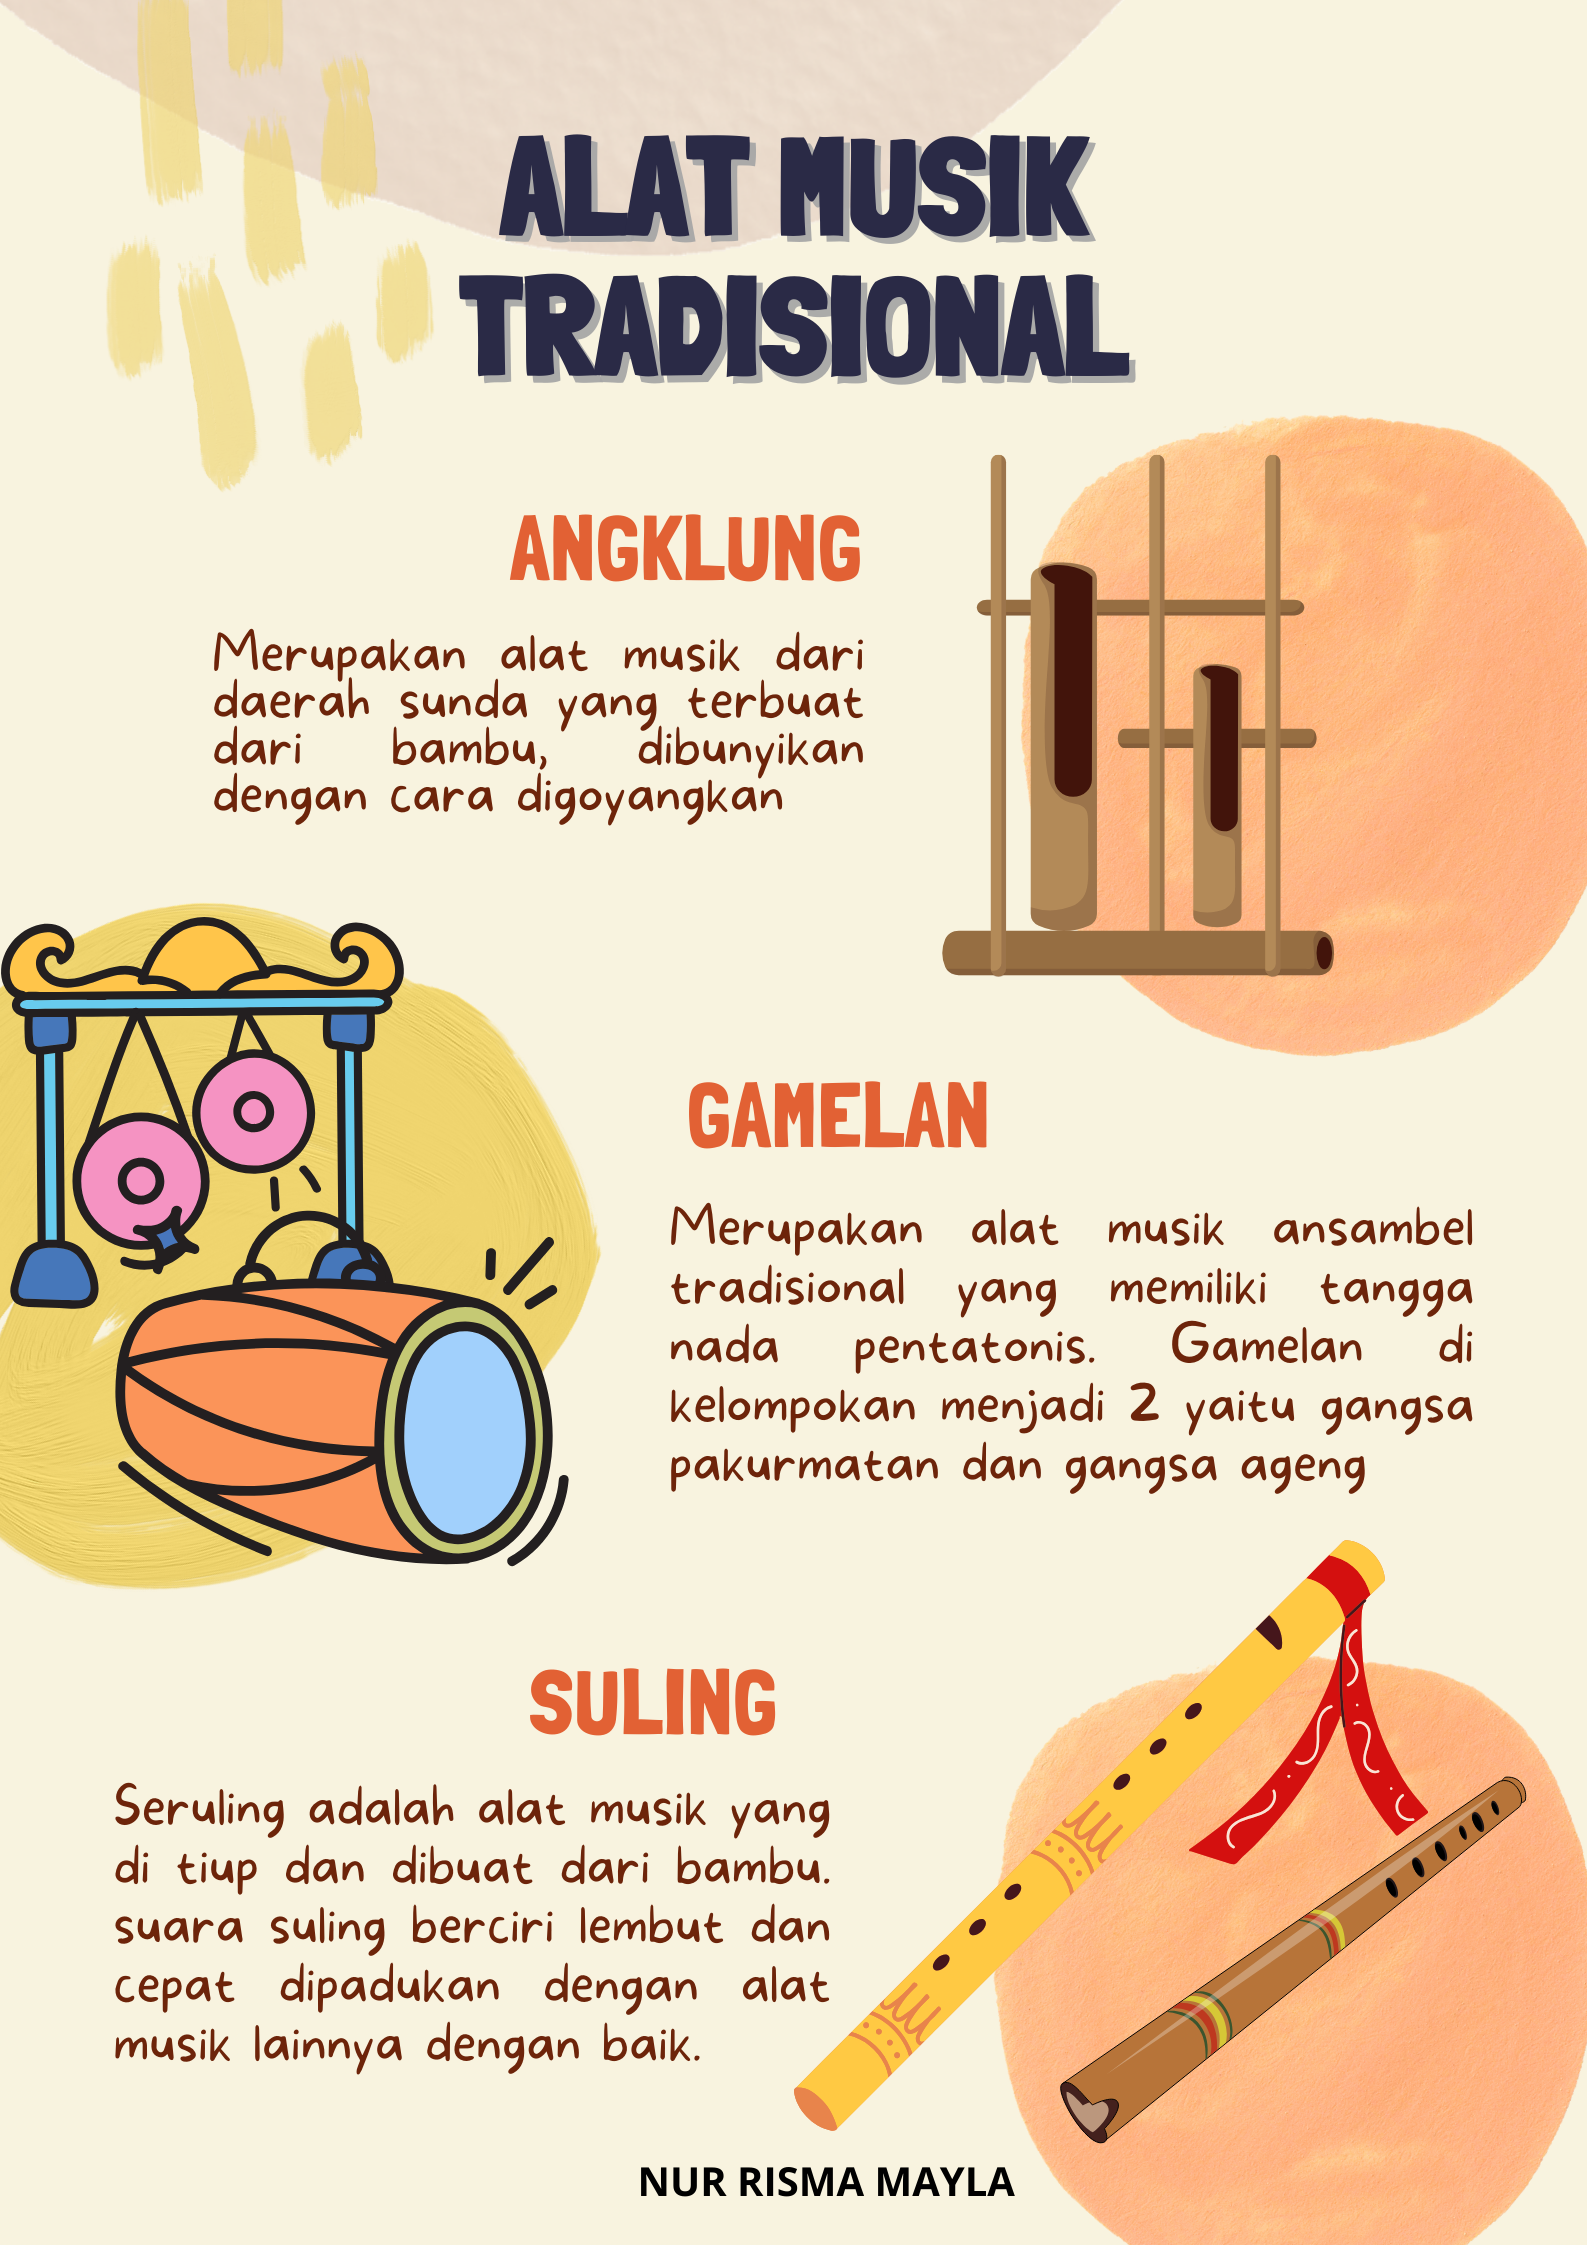 ALAT MUSIK
TRADISIONAL
ANGKLUNG
Merupakan alat musik dari
daerah sunda yang terbuat
dari bambu, dibunyikan
dengan cara digoyangkan
GAMELAN
Merupakan alat musik ansambel
tradisional yang memiliki tangga
nada pentatonis. Gamelan di
kelompokan menjadi 2 yaitu gangsa
pakurmatan dan gangsa ageng
SULING
Seruling adalah alat musik yang
di tiup dan dibuat dari bambu.
suara suling berciri lembut dan
cepat dipadukan dengan alat
musik lainnya dengan baik.
NUR RISMA MAYLA